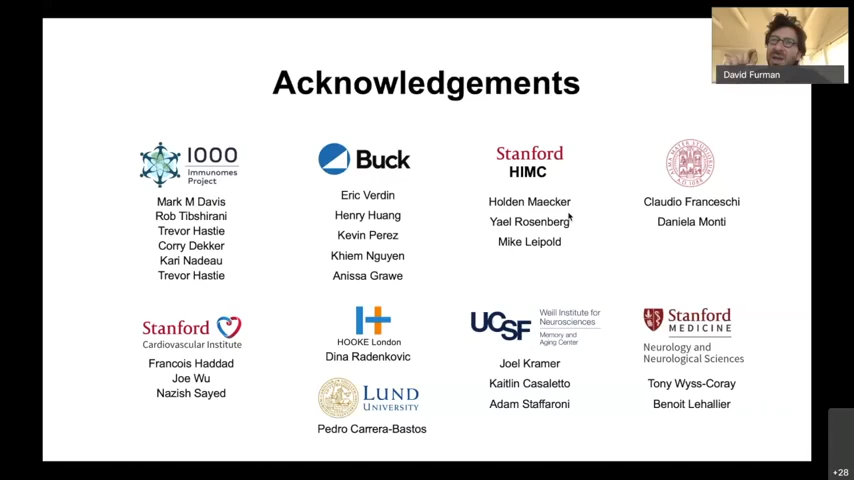 Acknowledgements
David Furman
1000
Immunomes
Project
Mark M Davis
Rob Tibshirani
Trevor Hastie
Corry Dekker
Kari Nadeau
Trevor Hastie
Buck
Eric Verdin
Henry Huang
Kevin Perez
Khiem Nguyen
Anissa Grawe
Stanford
HIMC
Holden Maecker
Yael Rosenberg
Mike Leipold
Claudio Franceschi
Daniela Monti
Stanford
Cardiovascular Institute
Francois Haddad
Joe Wu
Nazish Sayed
HOOKE London
Dina Radenkovic
LUND
UNIVERSITY
Pedro Carrera-Bastos
UCSF
Weill Institute for
Neurosciences
Memory and
Aging Center
Joel Kramer
Kaitlin Casaletto
Adam Staffaroni
Stanford
MEDICINE
Neurology and
Neurological Sciences
Tony Wyss-Coray
Benoit Lehallier
+28